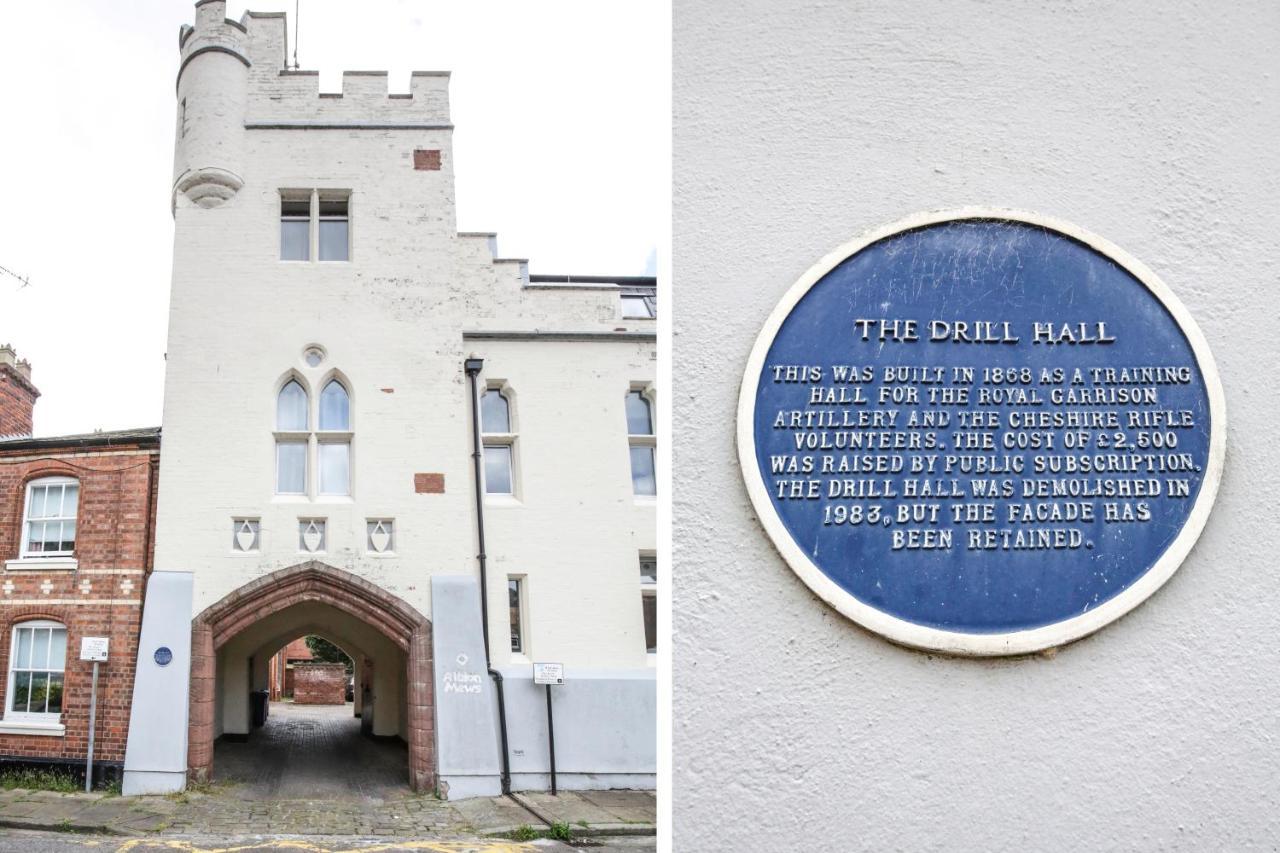 Albion
Mews
THE DRILL HALL
THIS WAS BUILT IN 1868 AS A TRAINING
HALL FOR THE ROYAL GARRISON
ARTILLERY AND THE CHESHIRE RIFLE
VOLUNTEERS. THE COST OF £2,500
WAS RAISED BY PUBLIC SUBSCRIPTION.
THE DRILL HALL WAS DEMOLISHED IN
1983, BUT THE FACADE HAS
BEEN RETAINED.